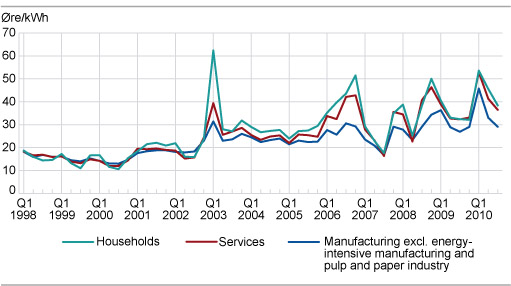 Øre/kWh
70
60
50
40
30
20
10
0
Q1 Q1 Q1 Q1 Q1 Q1 Q1 Q1 Q1 Q1 Q1 Q1 Q1
1998 1999 2000 2001 2002 2003 2004 2005 2006 2007 2008 2009 2010
Households Services Manufacturing excl. energy-
intensive manufacturing and
pulp and paper industry